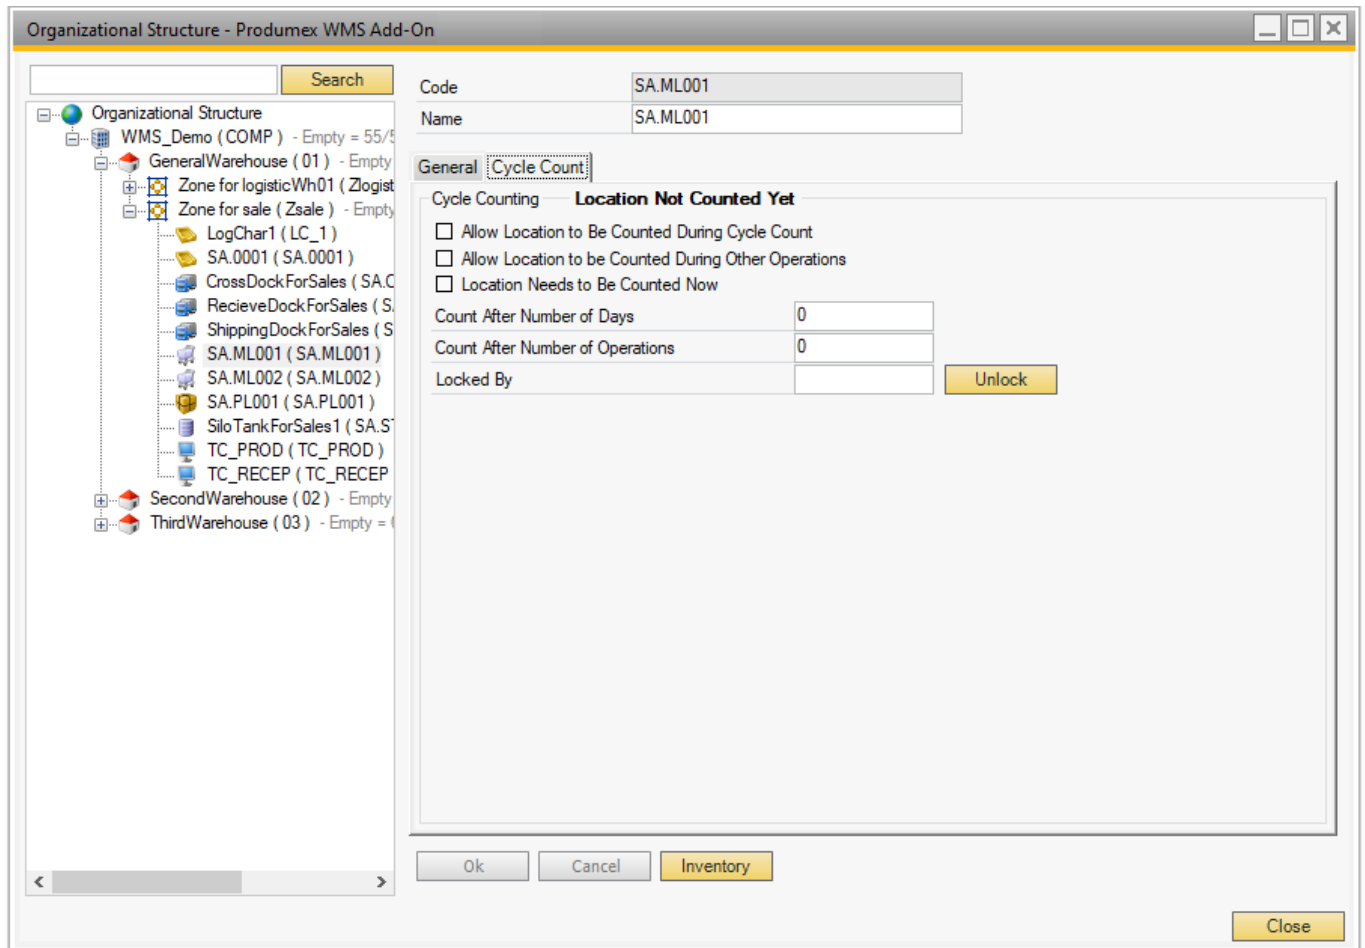 Organizational Structure - Produmex WMS Add-On
Search
Organizational Structure
WMS_Demo ( COMP ) - Empty = 55/5
GeneralWarehouse ( 01 ) - Empty
Zone for logisticWh01 ( Zlogist
Zone for sale ( Zsale ) - Empty
LogChar1 ( LC_1 )
SA.0001 ( SA.0001 )
CrossDockForSales ( SA.C
RecieveDockForSales ( S
ShippingDockForSales ( S
SA.ML001 ( SA.ML001 )
SA.ML002 ( SA.ML002 )
SA.PL001 ( SA.PL001 )
SiloTankForSales1 ( SA.S
TC_PROD ( TC_PROD )
TC_RECEP ( TC_RECEP
SecondWarehouse ( 02 ) - Empty
ThirdWarehouse ( 03 ) - Empty =
Code SA.ML001
Name SA.ML001
General Cycle Count
Cycle Counting Location Not Counted Yet
Allow Location to Be Counted During Cycle Count
Allow Location to be Counted During Other Operations
Location Needs to Be Counted Now
Count After Number of Days 0
Count After Number of Operations 0
Locked By Unlock
Ok Cancel Inventory
Close